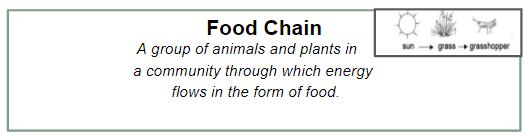 Food Chain
A group of animals and plants in
a community through which energy
flows in the form of food.
sun → grass → grasshopper